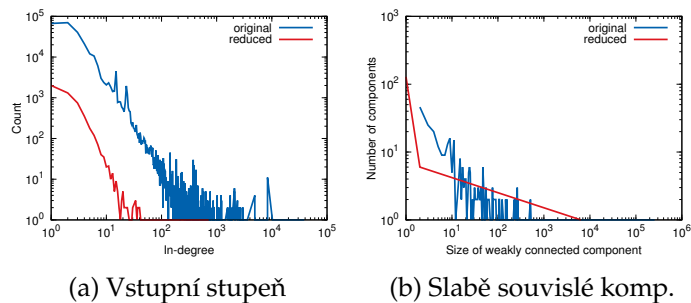 10^5
10^4
10^3
10^2
10^1
10^0
Count
original
reduced
10^0 10^1 10^2 10^3 10^4 10^5
In-degree
(a) Vstupní stupeň
10^3
10^2
10^1
10^0
Number of components
original
reduced
10^0 10^1 10^2 10^3 10^4 10^5 10^6
Size of weakly connected component
(b) Slabě souvislé komp.